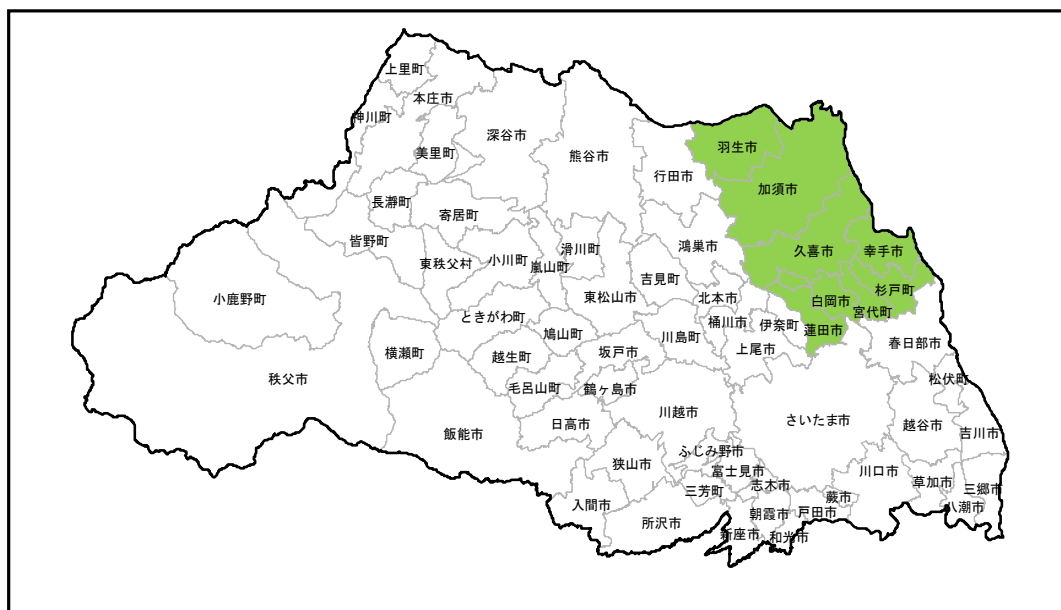 上里町
本庄市
神川町
美里町
深谷市
熊谷市
行田市
羽生市
加須市
長瀞町
寄居町
皆野町
東秩父村
小川町
嵐山町
滑川町
吉見町
鴻巣市
久喜市
幸手市
小鹿野町
ときがわ町
東松山市
北本市
白岡市
杉戸町
宮代町
秩父市
横瀬町
鳩山町
越生町
坂戸市
川島町
桶川市
伊奈町
蓮田市
上尾市
春日部市
毛呂山町
鶴ヶ島市
松伏町
飯能市
日高市
川越市
さいたま市
越谷市
吉川市
狭山市
ふじみ野市
富士見市
川口市
入間市
三芳町
志木市
草加市
三郷市
所沢市
朝霞市
戸田市
蕨市
八潮市
新座市
和光市